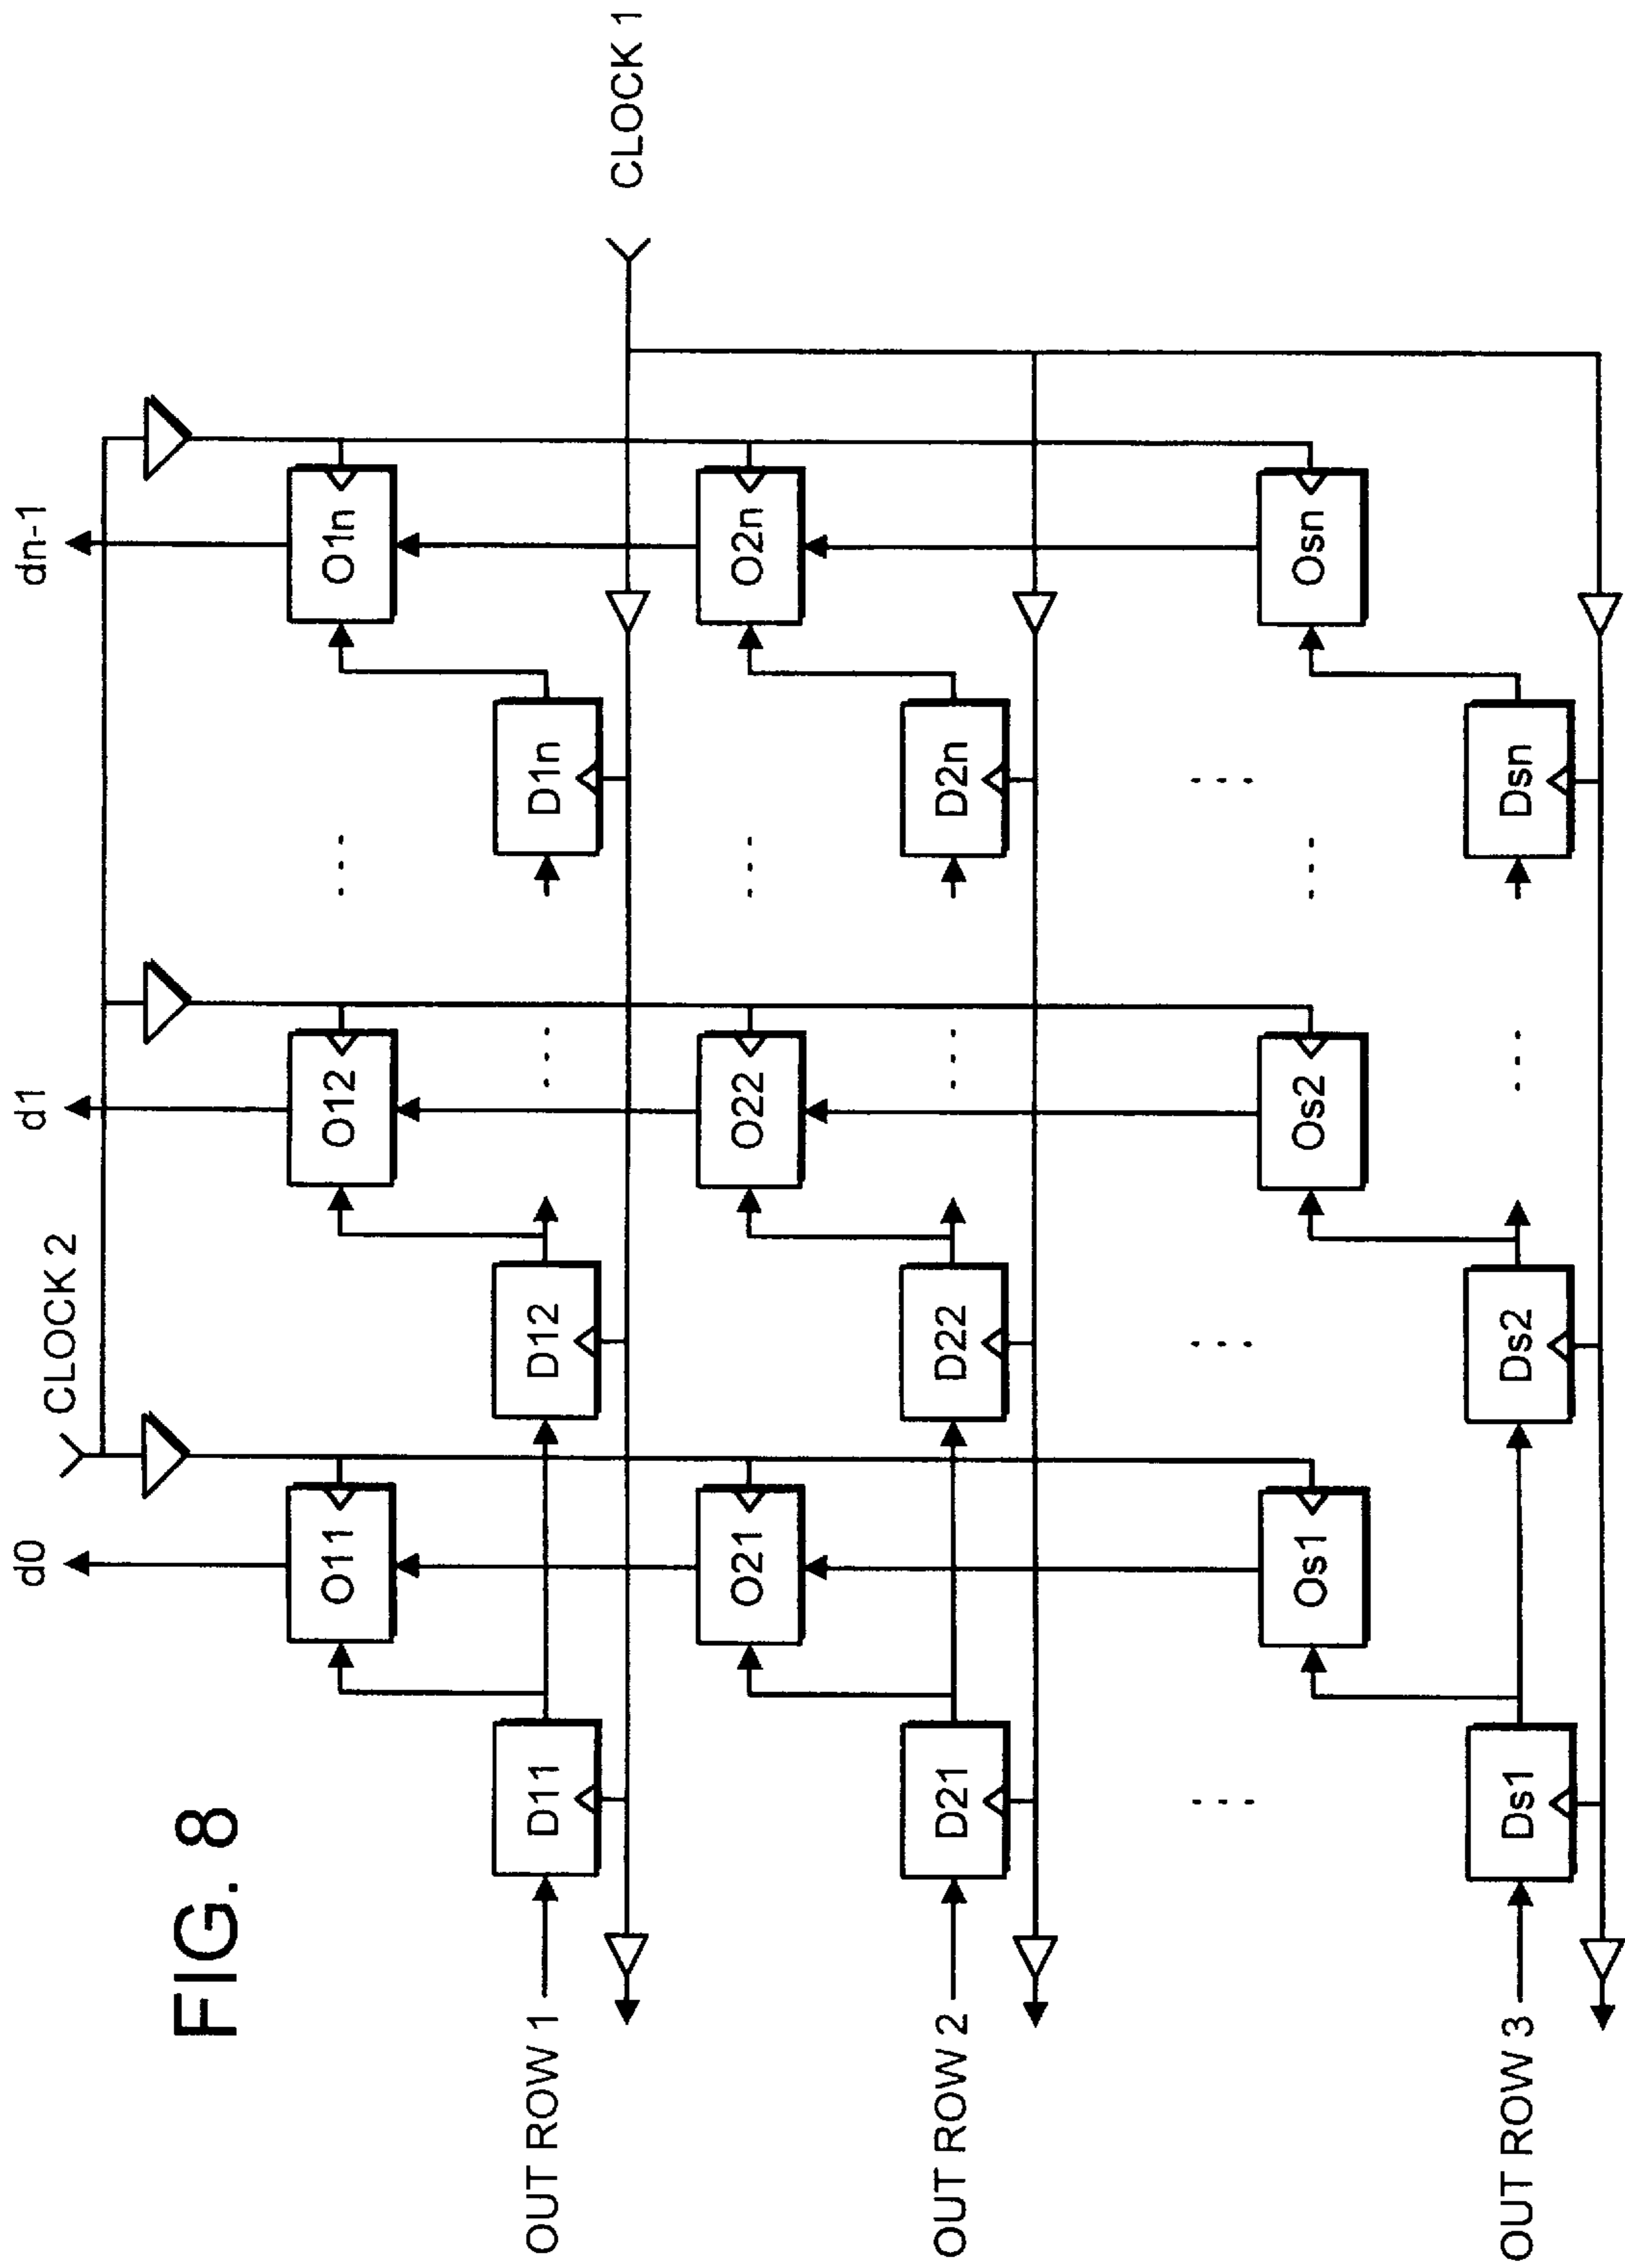 d0
d1
dn-1
CLOCK 2
FIG. 8
O11
O12
O1n
OUT ROW 1
D11
D12
D1n
CLOCK 1
O21
O22
O2n
OUT ROW 2
D21
D22
D2n
Os1
Os2
Osn
OUT ROW 3
Ds1
Ds2
Dsn